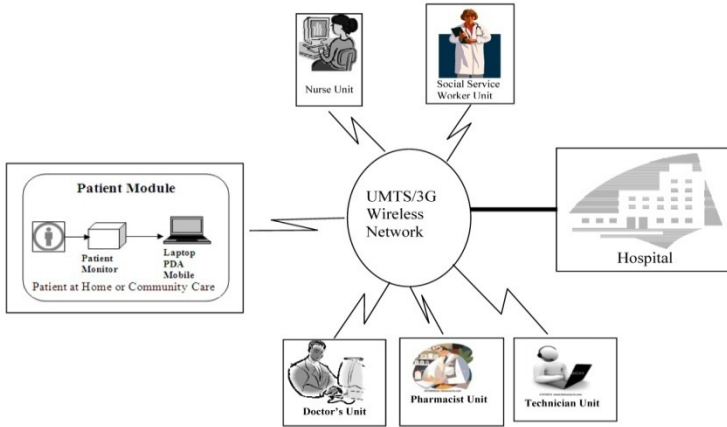 Nurse Unit
Social Service
Worker Unit
Patient Module
Patient
Monitor
Laptop
PDA
Mobile
Patient at Home or Community Care
UMTS/3G
Wireless
Network
Hospital
Doctor's Unit
Pharmacist Unit
Technician Unit